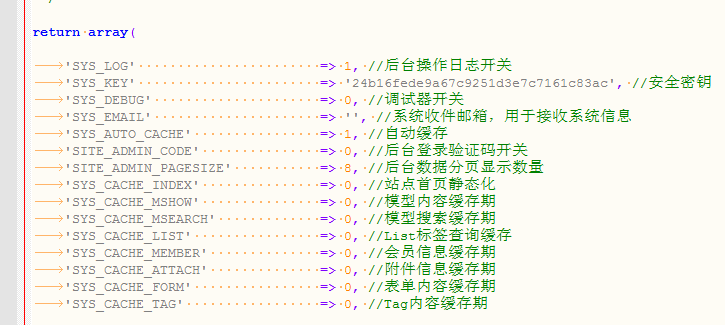 return array(
'SYS_LOG' => 1, //后台操作日志开关
'SYS_KEY' => '24b16fede9a67c9251d3e7c7161c83ac', //安全密钥
'SYS_DEBUG' => 0, //调试器开关
'SYS_EMAIL' => '', //系统收件邮箱，用于接收系统信息
'SYS_AUTO_CACHE' => 1, //自动缓存
'SITE_ADMIN_CODE' => 0, //后台登录验证码开关
'SITE_ADMIN_PAGESIZE' => 8, //后台数据分页显示数量
'SYS_CACHE_INDEX' => 0, //站点首页静态化
'SYS_CACHE_MSHOW' => 0, //模型内容缓存期
'SYS_CACHE_MSEARCH' => 0, //模型搜索缓存期
'SYS_CACHE_LIST' => 0, //List标签查询缓存
'SYS_CACHE_MEMBER' => 0, //会员信息缓存期
'SYS_CACHE_ATTACH' => 0, //附件信息缓存期
'SYS_CACHE_FORM' => 0, //表单内容缓存期
'SYS_CACHE_TAG' => 0, //Tag内容缓存期